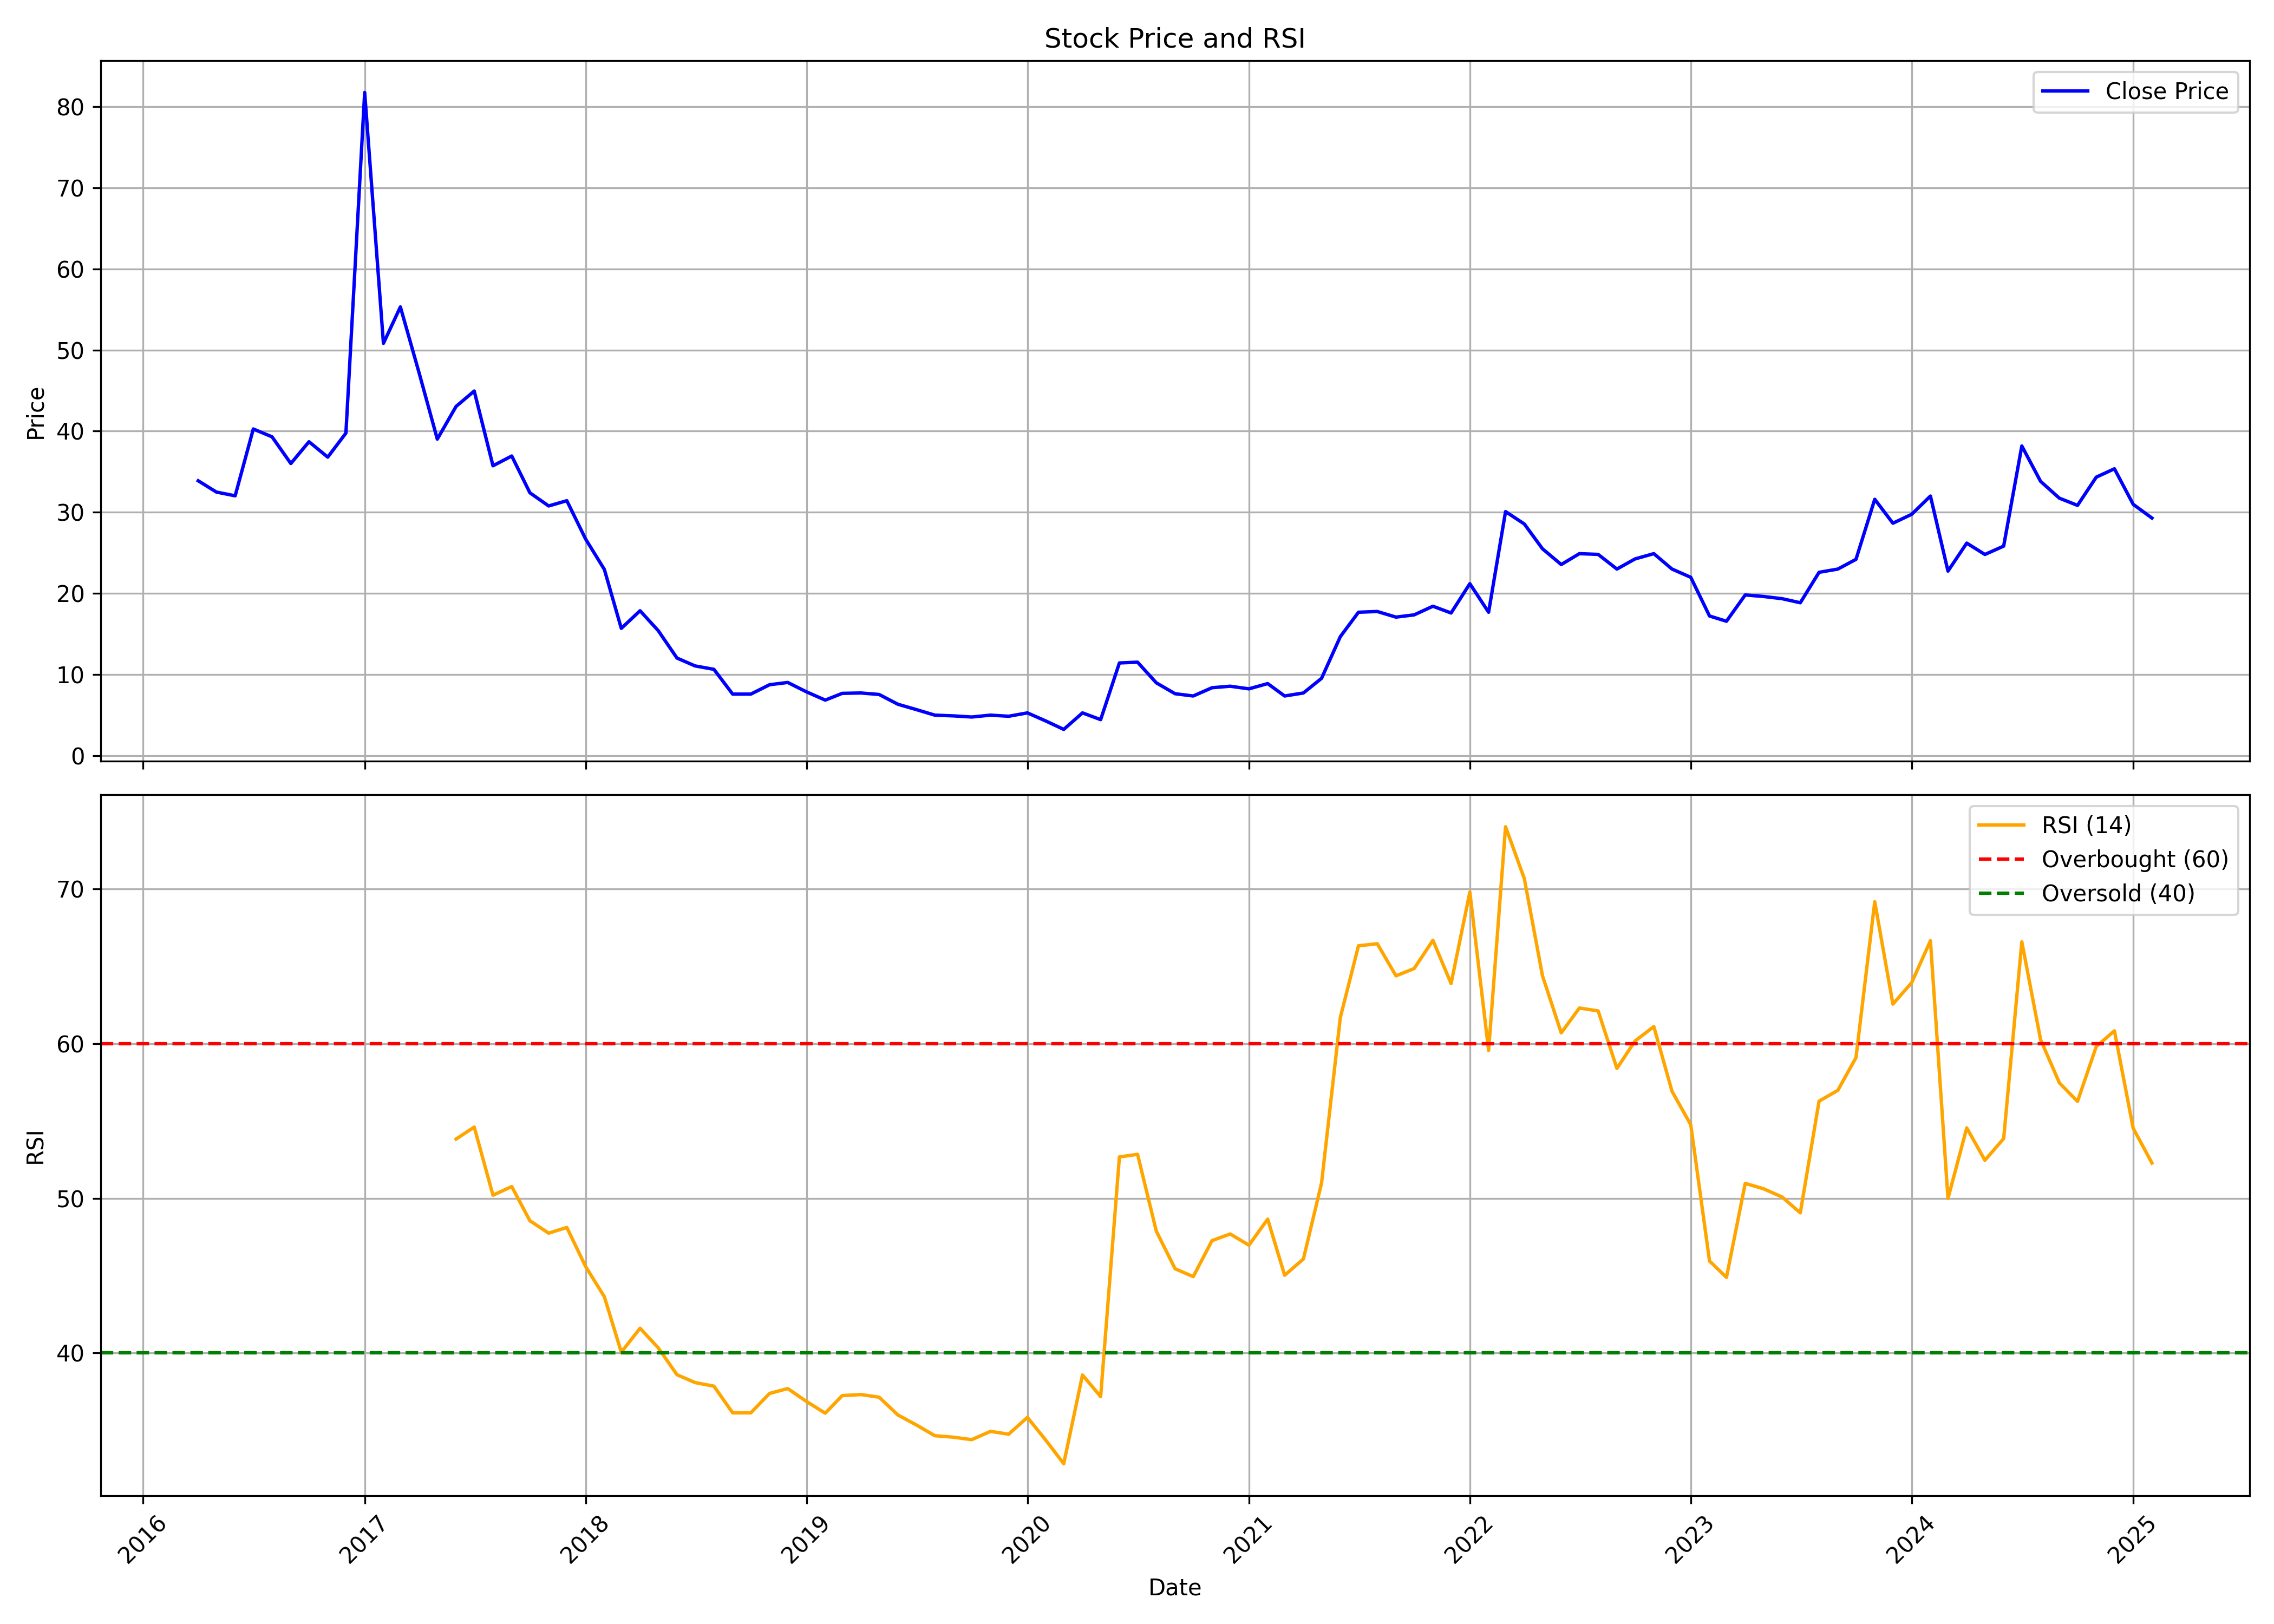 Stock Price and RSI
Close Price
80
70
60
50
40
30
20
10
0
Price
RSI (14)
Overbought (60)
Oversold (40)
70
60
50
40
RSI
2016
2017
2018
2019
2020
2021
2022
2023
2024
2025
Date